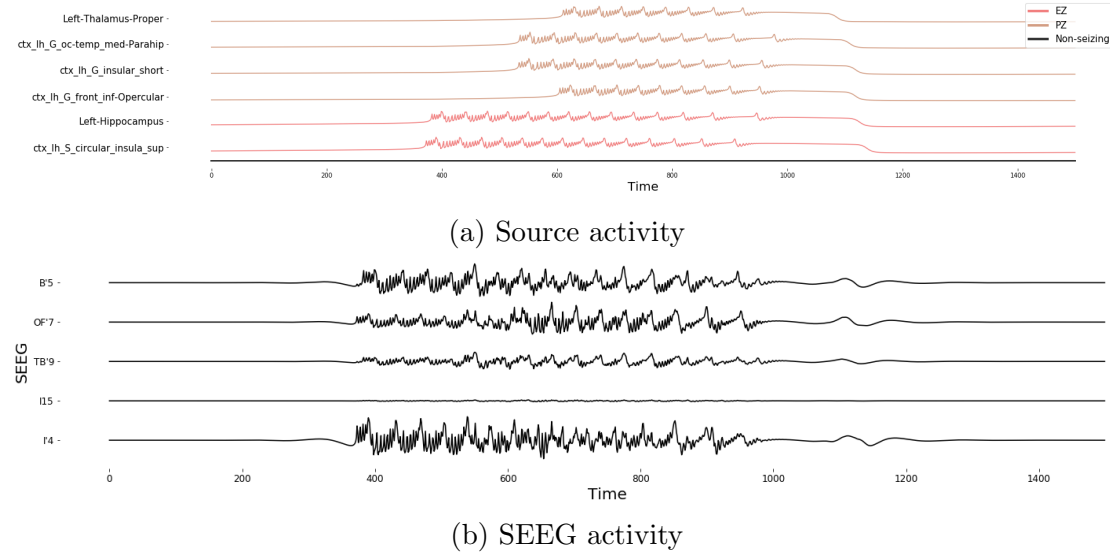 Left-Thalamus-Proper
ctx_lh_G_oc-temp_med-Parahip
ctx_lh_G_insular_short
ctx_lh_G_front_inf-Opercular
Left-Hippocampus
ctx_lh_S_circular_insula_sup
EZ
PZ
Non-seizing
0 200 400 600 800 1000 1200 1400
Time
(a) Source activity
SEEG
B'5
OF'7
TB'9
I15
I'4
0 200 400 600 800 1000 1200 1400
Time
(b) SEEG activity